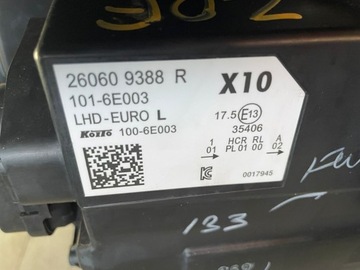 26060 9388 R X10
101-6E003
LHD-EURO L 17.5 E13
Koito 100-6E003 35406
1 HCR RL A
01 PL 01 00 02
0017945
133